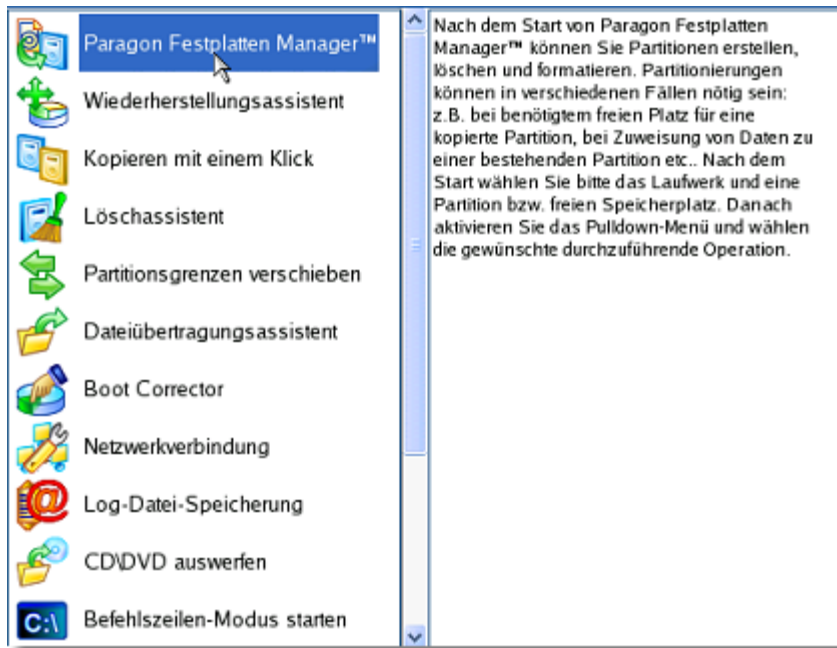 Paragon Festplatten Manager™
Wiederherstellungsassistent
Kopieren mit einem Klick
Löschassistent
Partitionsgrenzen verschieben
Dateiübertragungsassistent
Boot Corrector
Netzwerkverbindung
Log-Datei-Speicherung
CD\DVD auswerfen
C:\
Befehlszeilen-Modus starten
Nach dem Start von Paragon Festplatten
Manager™ können Sie Partitionen erstellen,
löschen und formatieren. Partitionierungen
können in verschiedenen Fällen nötig sein:
z.B. bei benötigtem freien Platz für eine
kopierte Partition, bei Zuweisung von Daten zu
einer bestehenden Partition etc.. Nach dem
Start wählen Sie bitte das Laufwerk und eine
Partition bzw. freien Speicherplatz. Danach
aktivieren Sie das Pulldown-Menü und wählen
die gewünschte durchzuführende Operation.